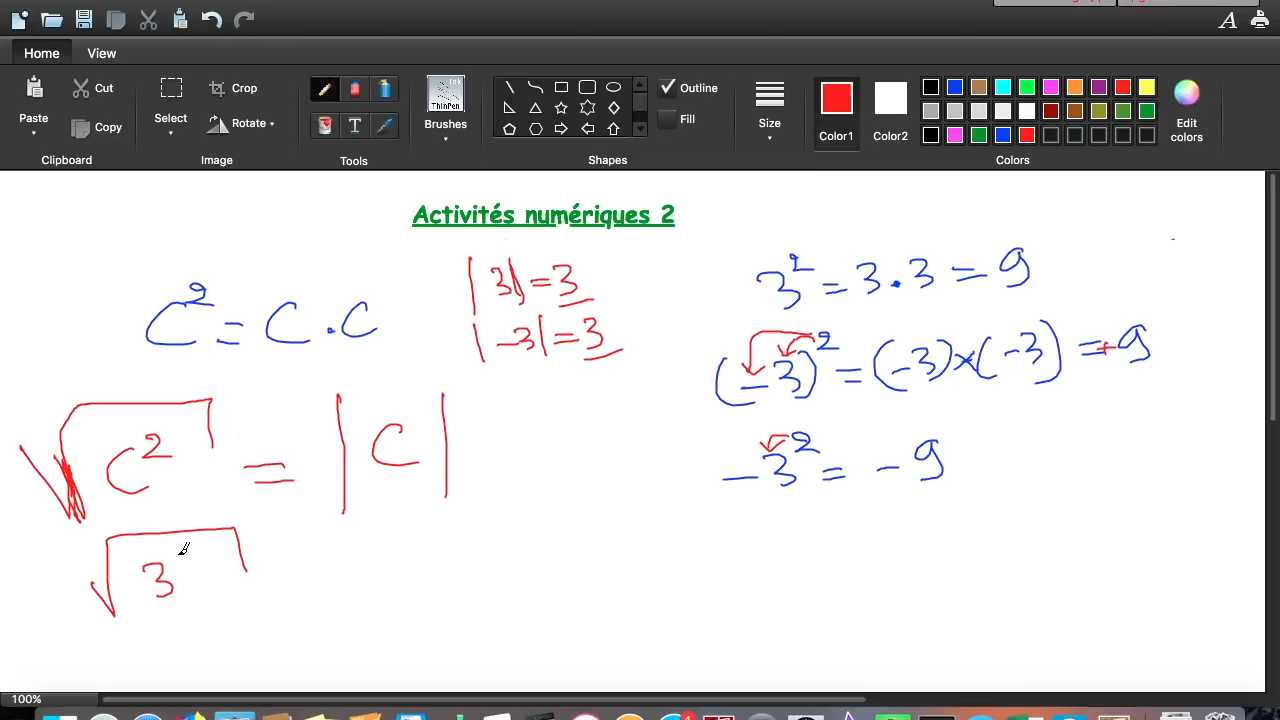 Home View
Paste
Cut
Copy
Clipboard
Select
Crop
Rotate
Image
T
Tools
Ink
ThinPen
Brushes
Outline
Fill
Shapes
Size
Color1
Color2
Edit colors
Colors
A
Activités numériques 2
C² = C . C
|3| = 3
|-3| = 3
√C² = |C|
√3
3² = 3 . 3 = 9
(-3)² = (-3)×(-3) = +9
-3² = -9
100%